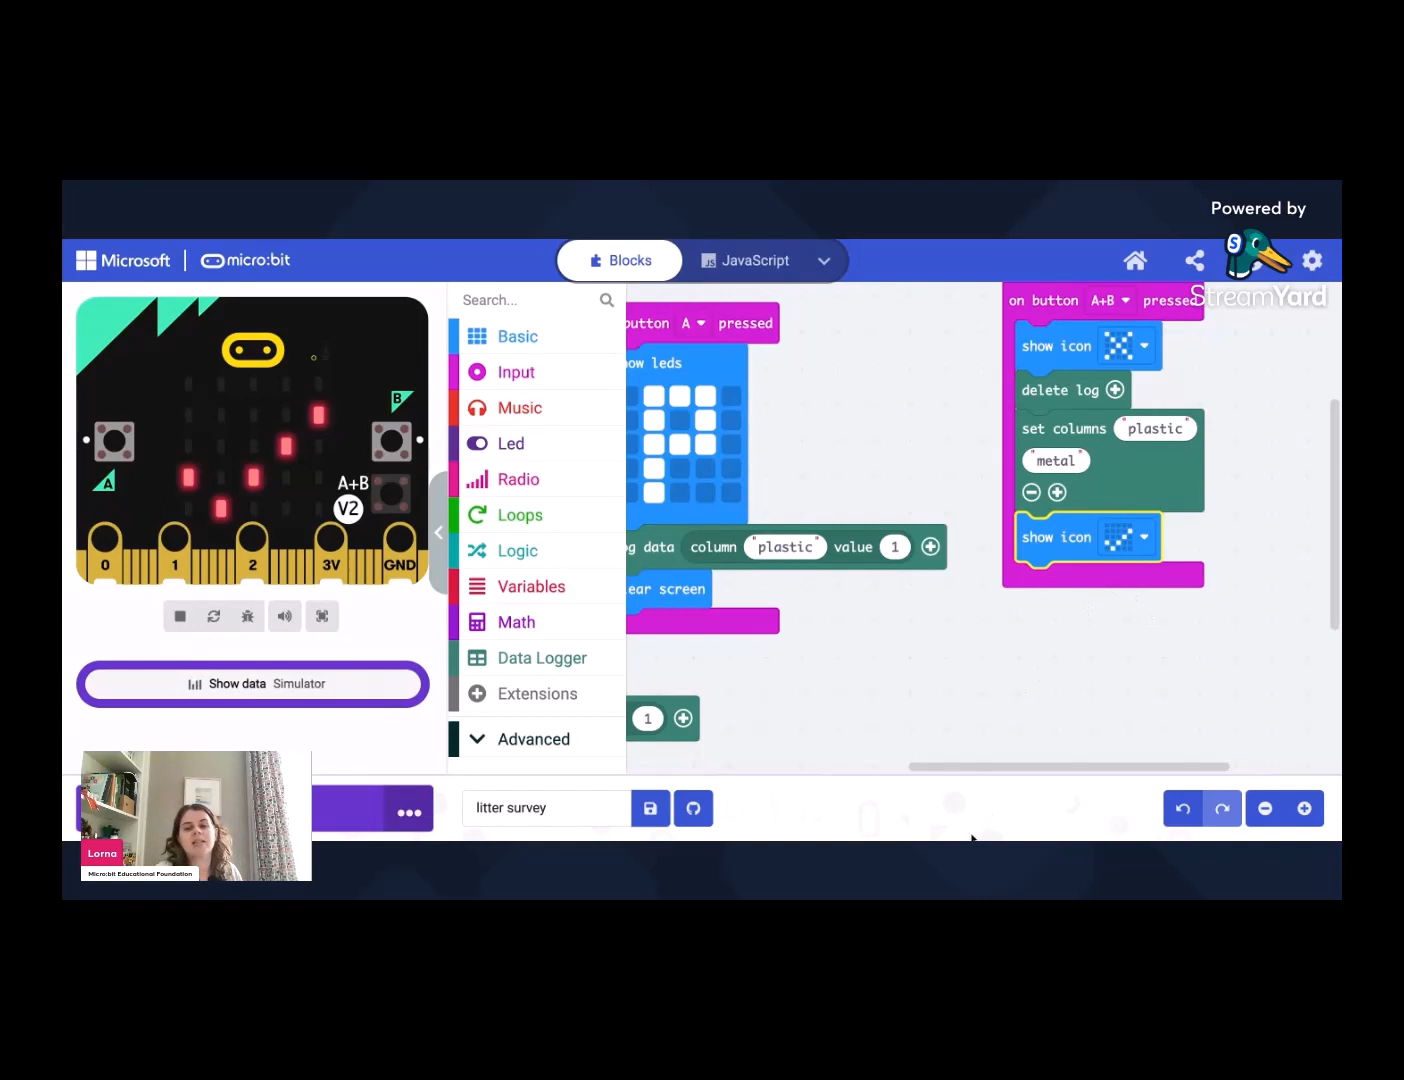 Powered by
StreamYard
Microsoft
micro:bit
Blocks
JavaScript
A
B
A+B
V2
0
1
2
3V
GND
Show data Simulator
Search...
Basic
Input
Music
Led
Radio
Loops
Logic
Variables
Math
Data Logger
Extensions
Advanced
button A pressed
ow leds
g data column "plastic" value 1
ear screen
1
on button A+B pressed
show icon
delete log
set columns "plastic"
"metal"
show icon
litter survey
Lorna
Micro:bit Educational Foundation